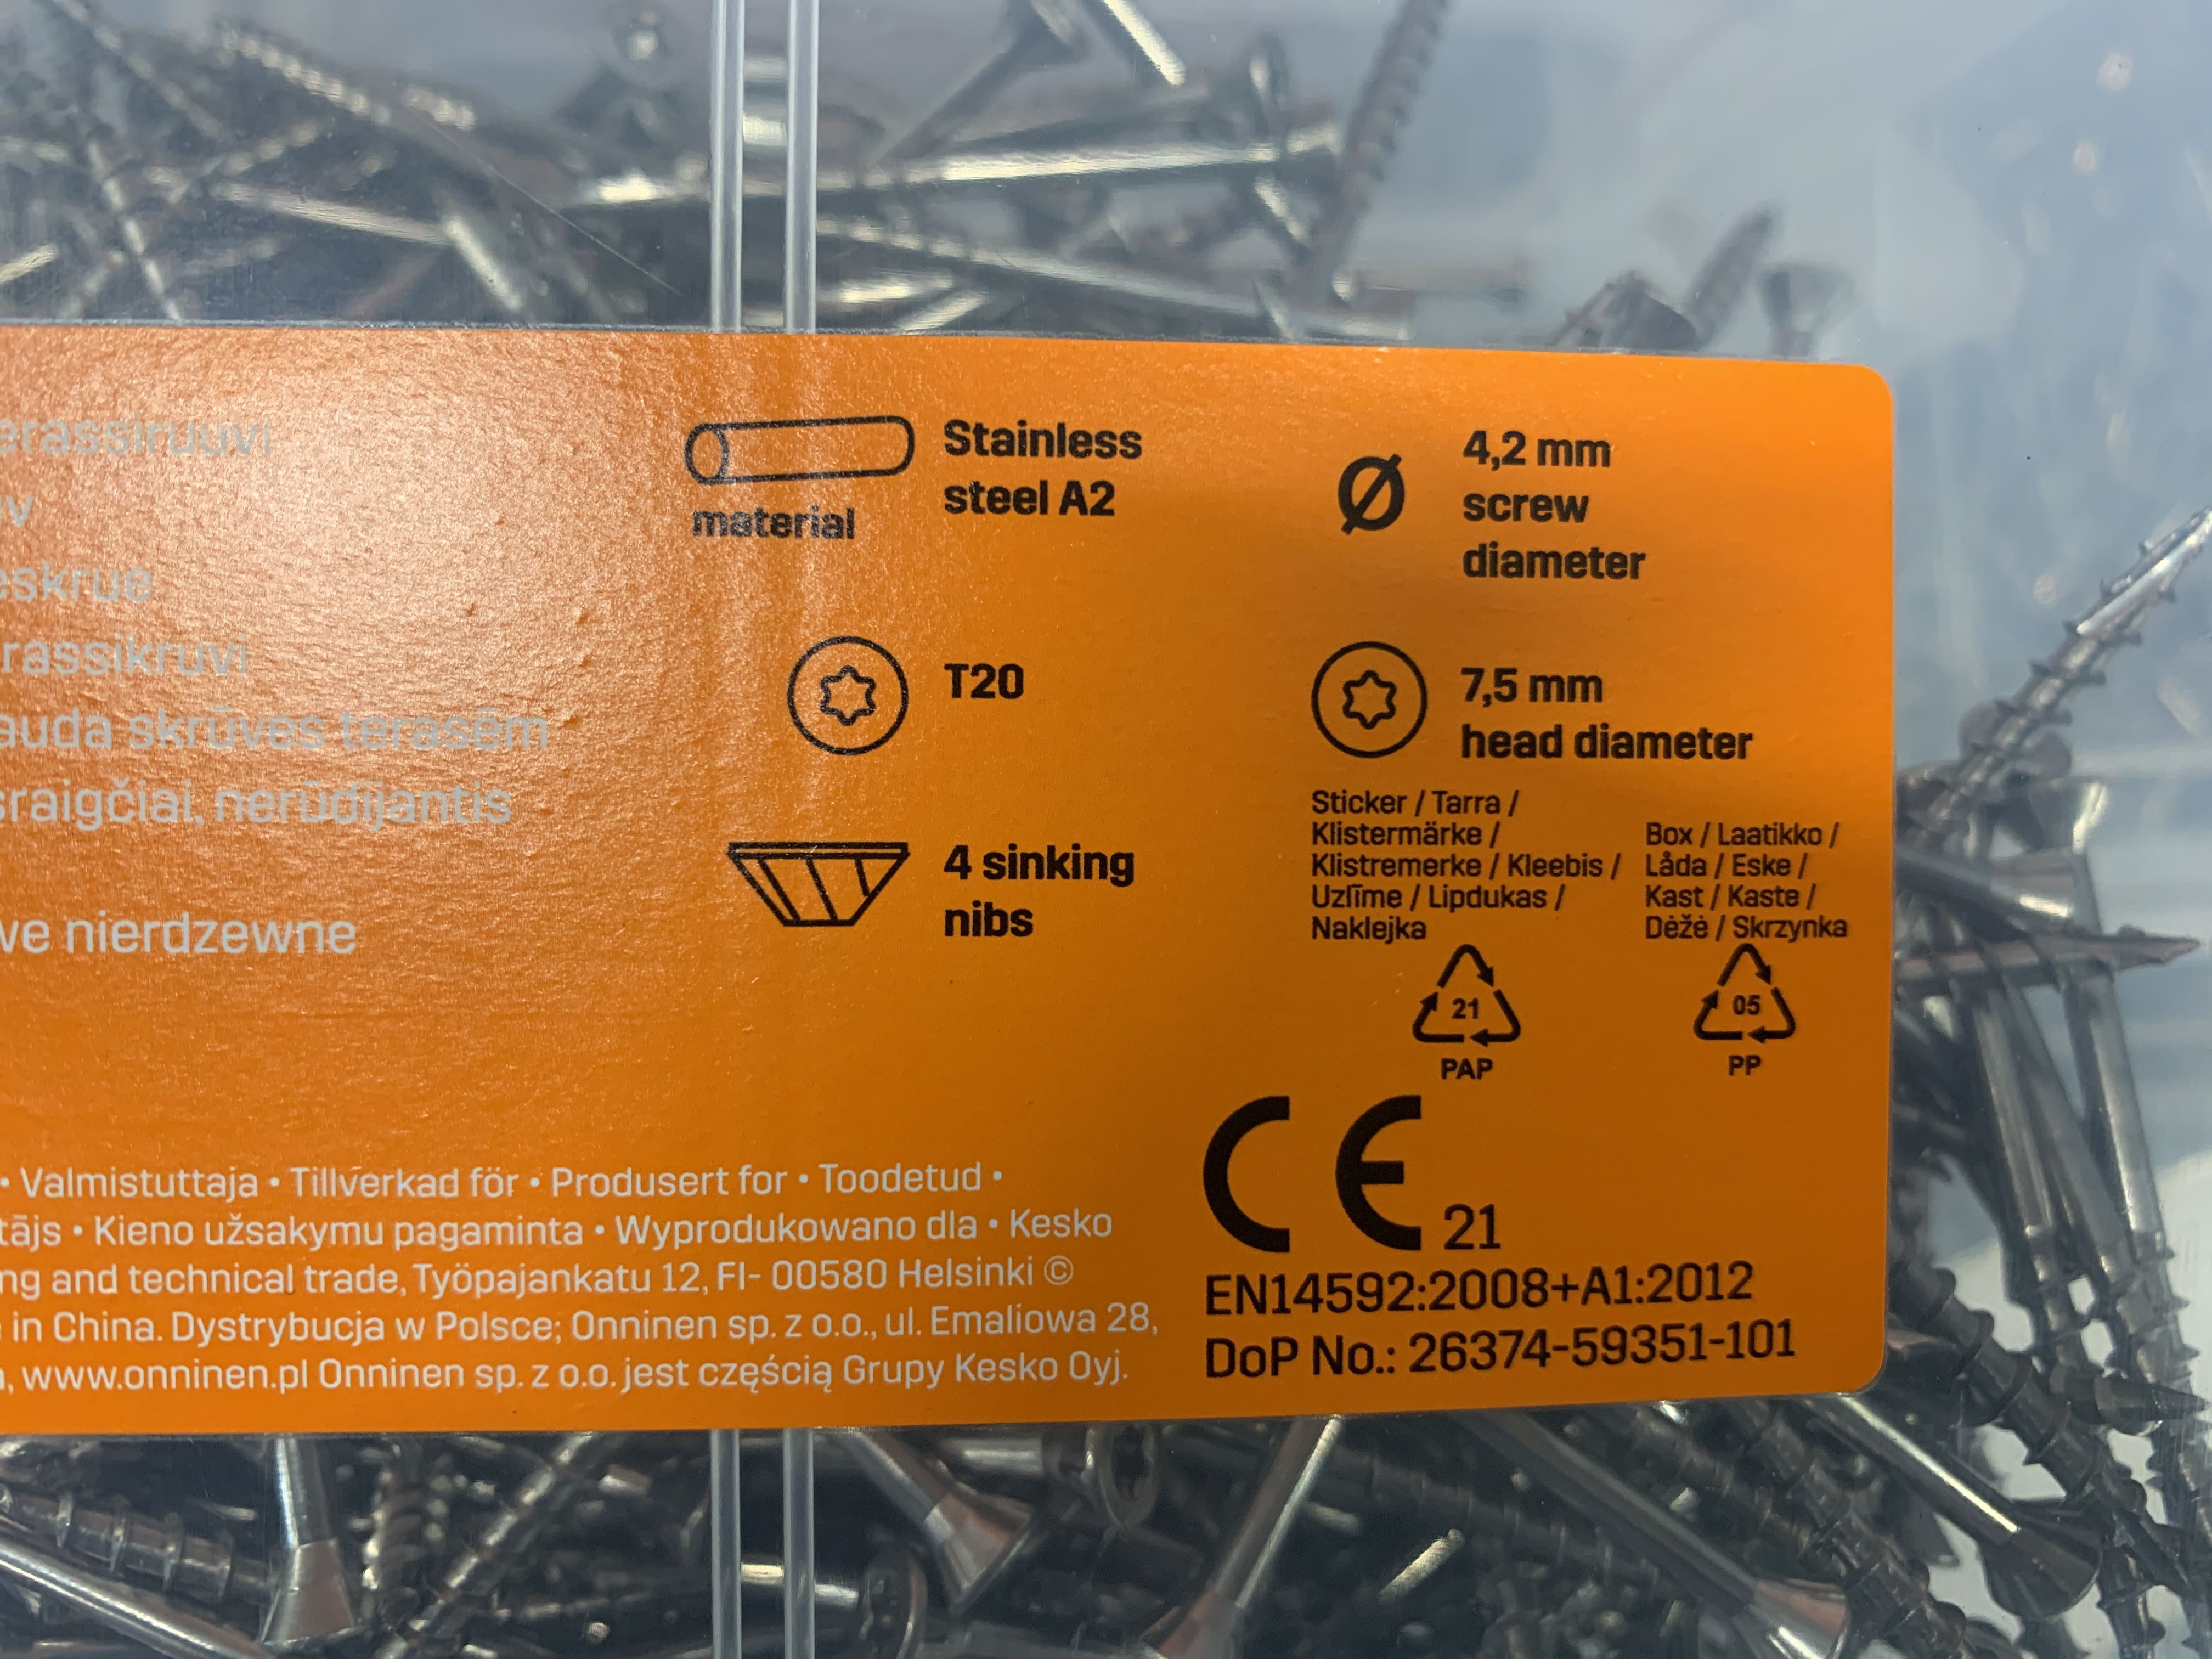 erassiruuvi
ov
eskrue
rassikruvi
auda skrūves terasēm
sraigčiai, nerūdijantis
we nierdzewne
material
Stainless
steel A2
4,2 mm
screw
diameter
T20
7,5 mm
head diameter
4 sinking
nibs
Sticker / Tarra /
Klistermärke /
Klistremerke / Kleebis /
Uzlīme / Lipdukas /
Naklejka
21
PAP
Box / Laatikko /
Låda / Eske /
Kast / Kaste /
Dėžė / Skrzynka
05
PP
• Valmistuttaja • Tillverkad för • Produsert for • Toodetud •
tājs • Kieno užsakymu pagaminta • Wyprodukowano dla • Kesko
ng and technical trade, Työpajankatu 12, FI- 00580 Helsinki ©
in China. Dystrybucja w Polsce; Onninen sp. z o.o., ul. Emaliowa 28,
, www.onninen.pl Onninen sp. z o.o. jest częścią Grupy Kesko Oyj.
CE 21
EN14592:2008+A1:2012
DoP No.: 26374-59351-101